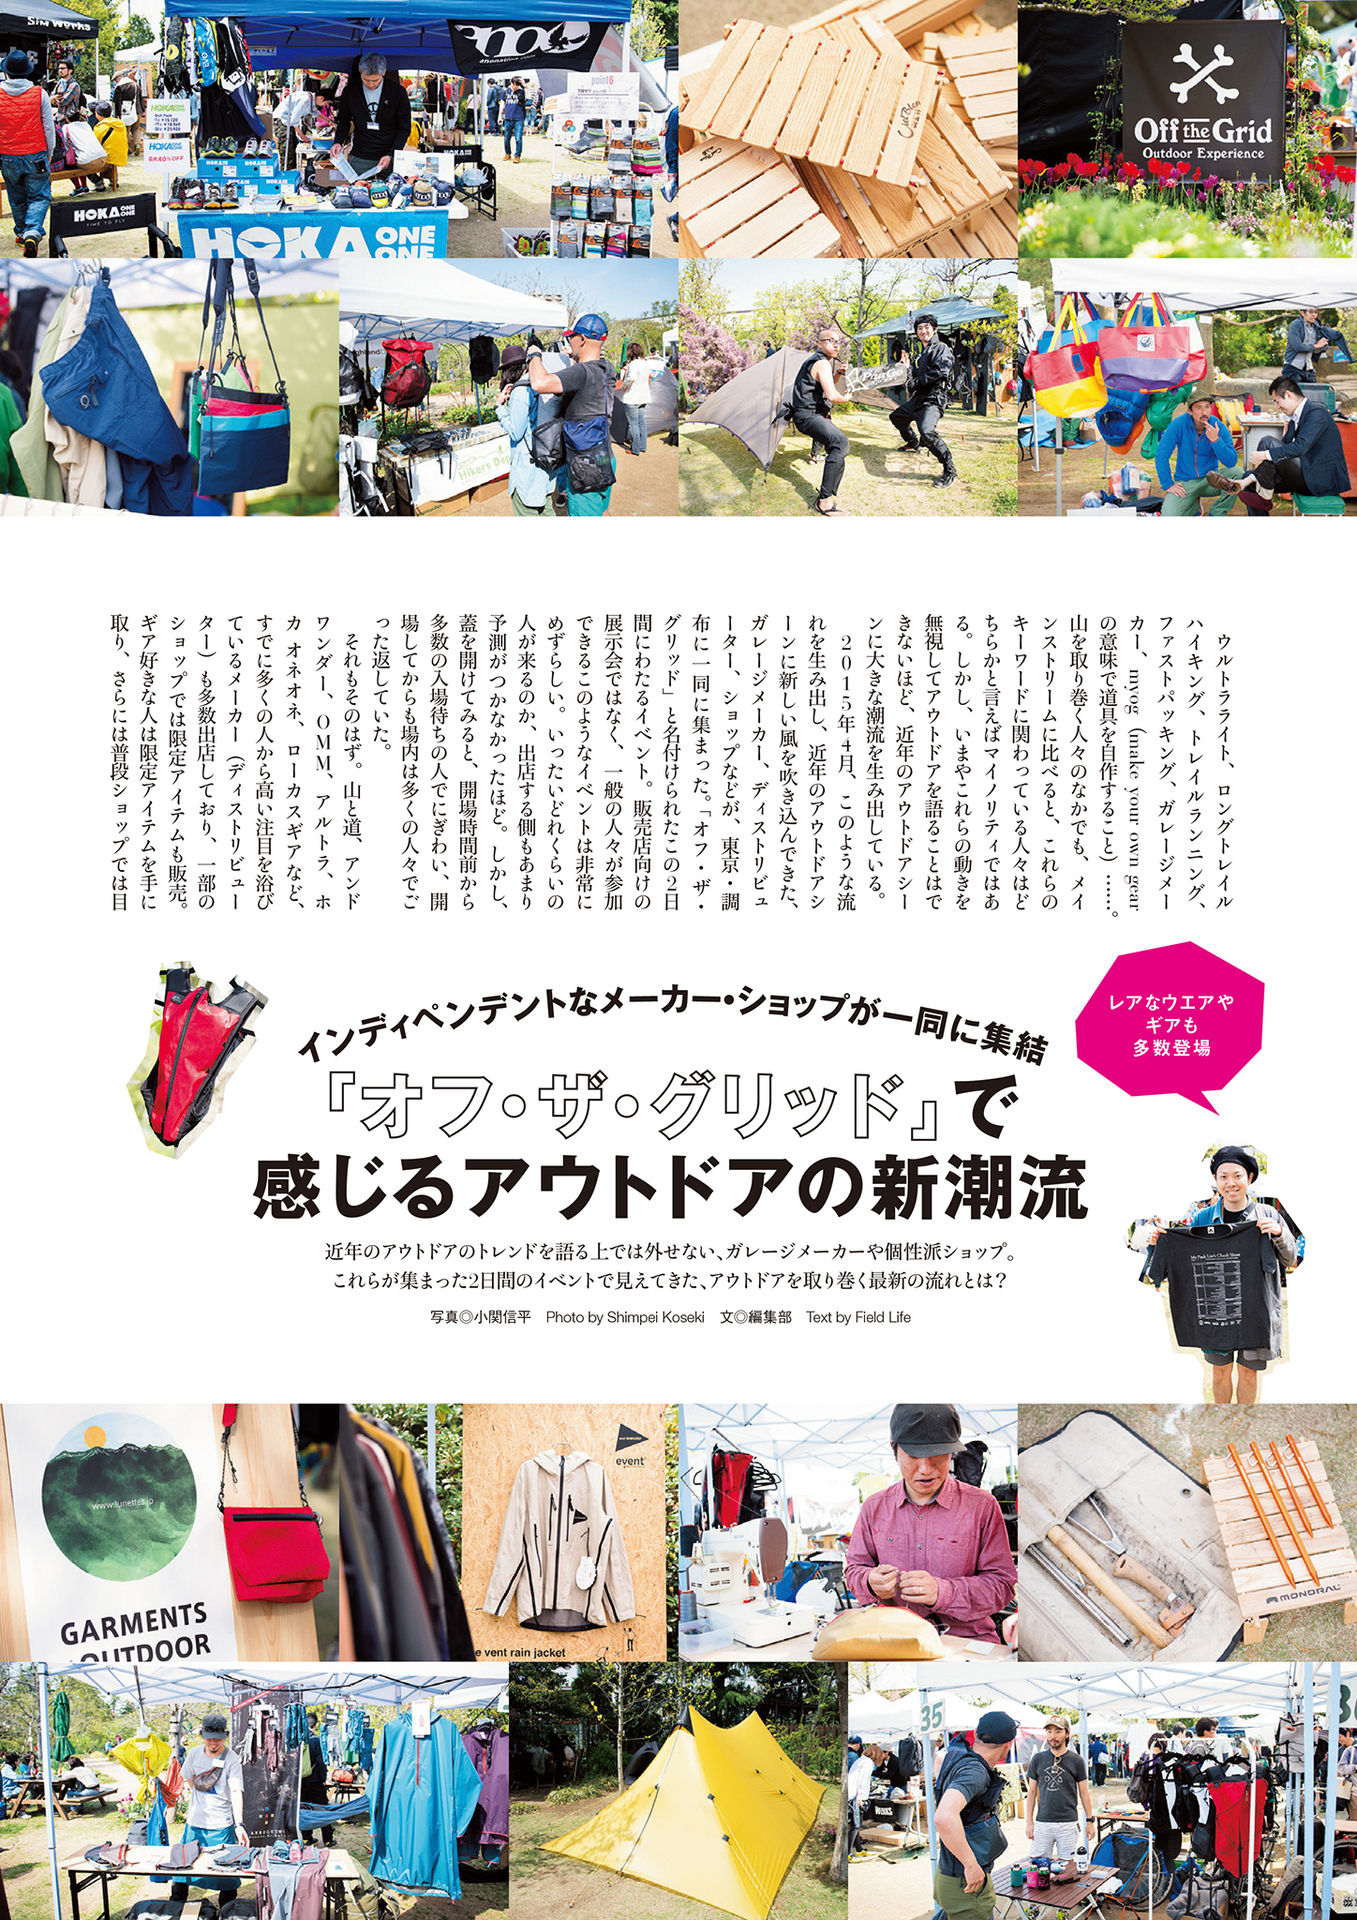 SIM WORKS
eno
point6
HOKA ONE ONE
最大40%OFF
HOKA ONE ONE
TIME TO FLY
HOKA ONE ONE
Off the Grid
Outdoor Experience
Hiker's Depot
ウルトラライト、ロングトレイル
ハイキング、トレイルランニング、
ファストパッキング、ガレージメー
カー、myog（make your own gear
の意味で道具を自作すること）……。
山を取り巻く人々のなかでも、メイ
ンストリームに比べると、これらの
キーワードに関わっている人々はど
ちらかと言えばマイノリティではあ
る。しかし、いまやこれらの動きを
無視してアウトドアを語ることはで
きないほど、近年のアウトドアシー
ンに大きな潮流を生み出している。
2015年4月、このような流
れを生み出し、近年のアウトドアシ
ーンに新しい風を吹き込んできた、
ガレージメーカー、ディストリビュ
ーター、ショップなどが、東京・調
布に一同に集まった。「オフ・ザ・
グリッド」と名付けられたこの2日
間にわたるイベント。販売店向けの
展示会ではなく、一般の人々が参加
できるこのようなイベントは非常に
めずらしい。いったいどれくらいの
人が来るのか、出店する側もあまり
予測がつかなかったほど。しかし、
蓋を開けてみると、開場時間前から
多数の入場待ちの人でにぎわい、開
場してからも場内は多くの人々でご
った返していた。
それもそのはず。山と道、アンド
ワンダー、OMM、アルトラ、ホ
カ オネオネ、ローカスギアなど、
すでに多くの人から高い注目を浴び
ているメーカー（ディストリビュー
ター）も多数出店しており、一部の
ショップでは限定アイテムも販売。
ギア好きな人は限定アイテムを手に
取り、さらには普段ショップでは目
レアなウエアや
ギアも
多数登場
インディペンデントなメーカー・ショップが一同に集結
『オフ・ザ・グリッド』で
感じるアウトドアの新潮流
近年のアウトドアのトレンドを語る上では外せない、ガレージメーカーや個性派ショップ。
これらが集まった2日間のイベントで見えてきた、アウトドアを取り巻く最新の流れとは？
写真◎小関信平 Photo by Shimpei Koseki 文◎編集部 Text by Field Life
My Pack List's Check Sheet
www.lunettes.jp
GARMENTS
OUTDOOR
and wander
event
e vent rain jacket
MONORAL
35
36